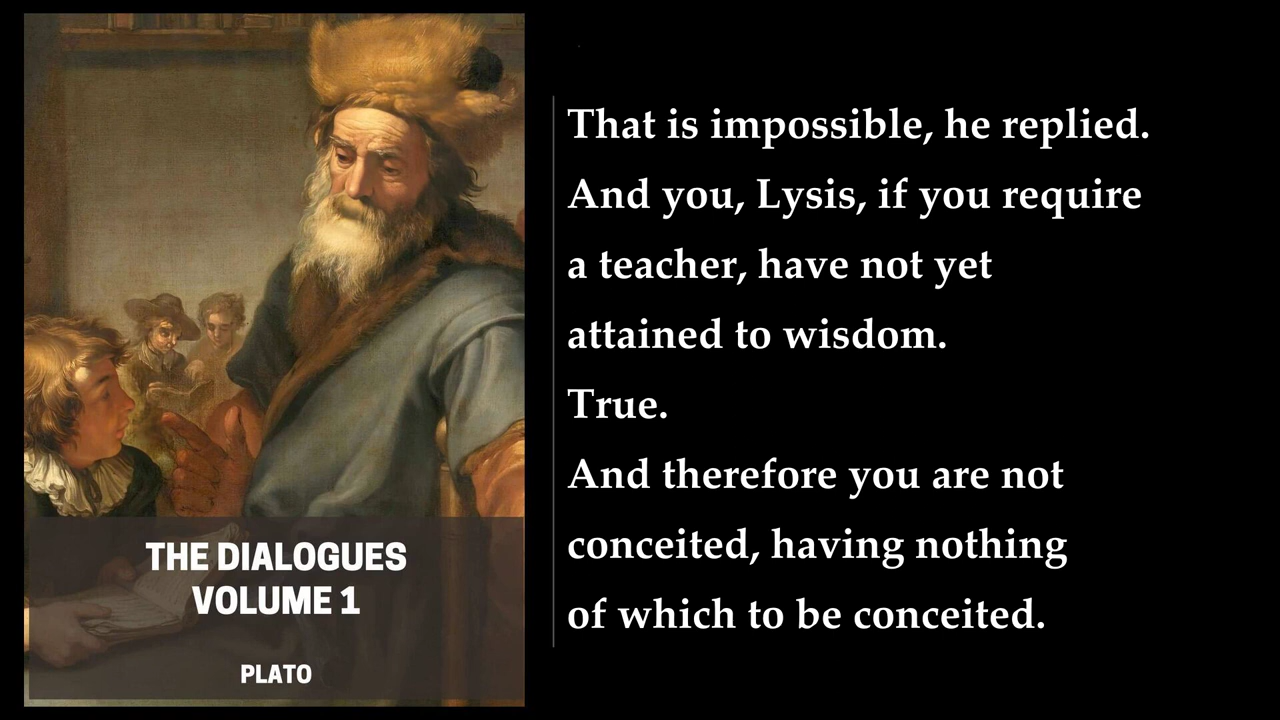 THE DIALOGUES
VOLUME 1
PLATO
That is impossible, he replied.
And you, Lysis, if you require
a teacher, have not yet
attained to wisdom.
True.
And therefore you are not
conceited, having nothing
of which to be conceited.